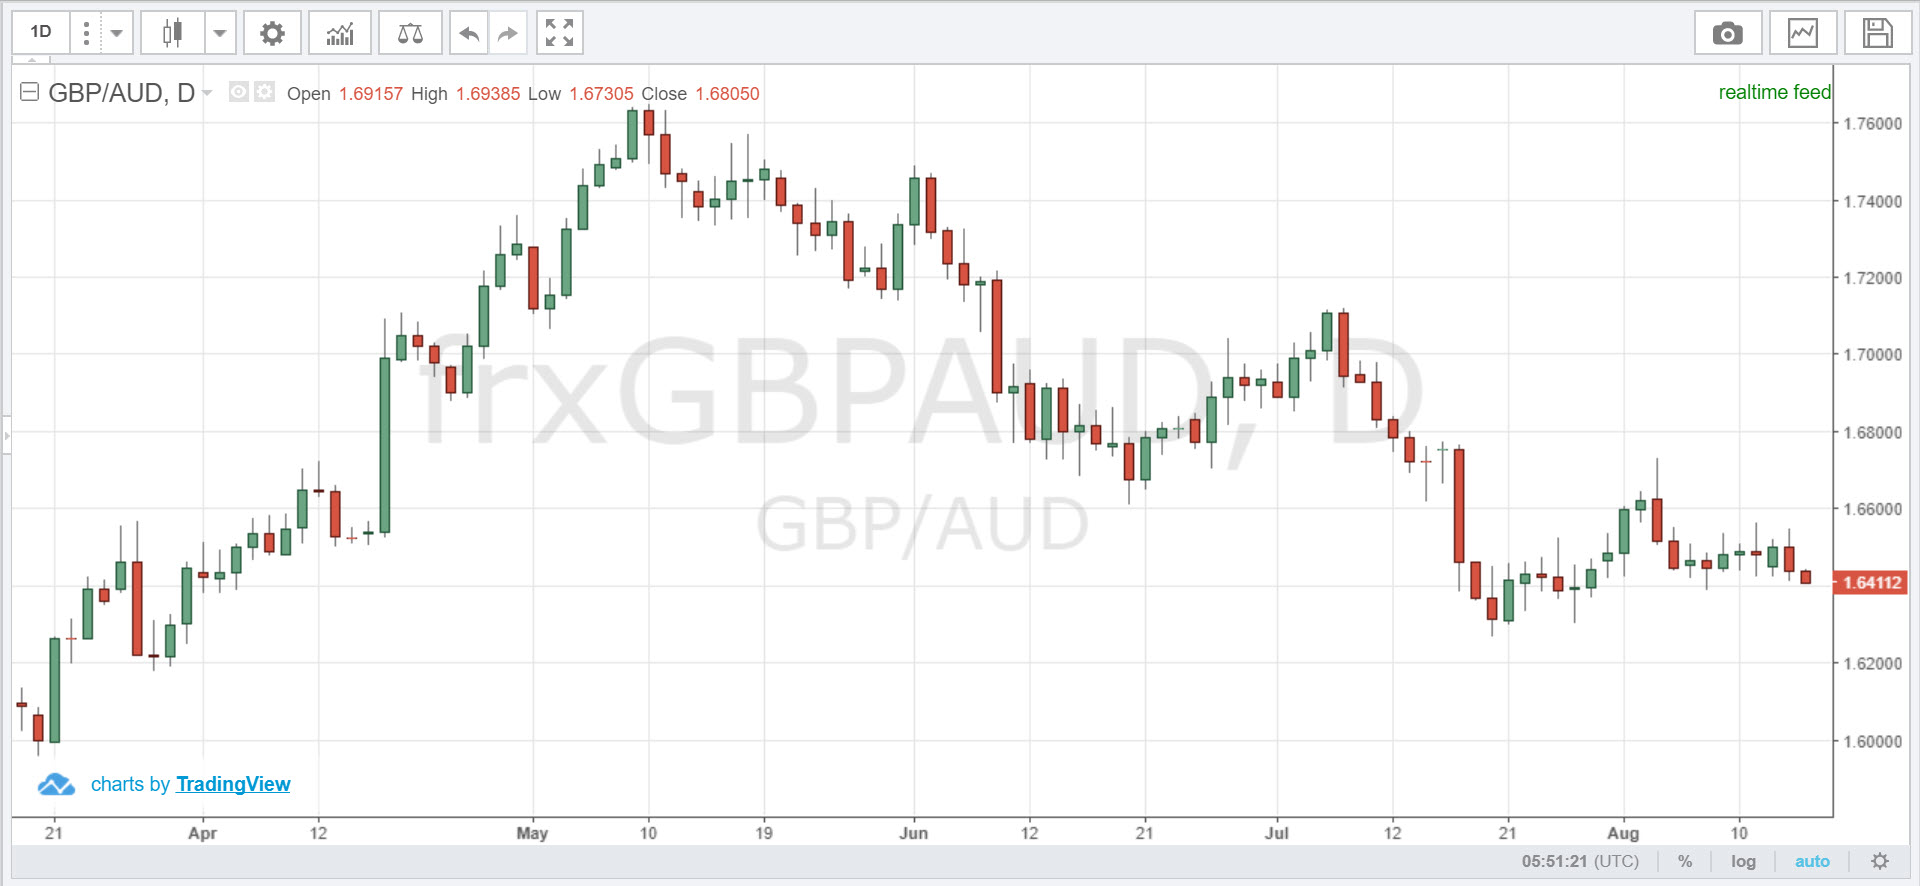 1D
GBP/AUD, D Open 1.69157 High 1.69385 Low 1.67305 Close 1.68050
realtime feed
1.76000
1.74000
1.72000
1.70000
1.68000
1.66000
1.64112
1.62000
1.60000
frxGBPAUD, D
GBP/AUD
charts by TradingView
21 Apr 12 May 10 19 Jun 12 21 Jul 12 21 Aug 10
05:51:21 (UTC) % log auto